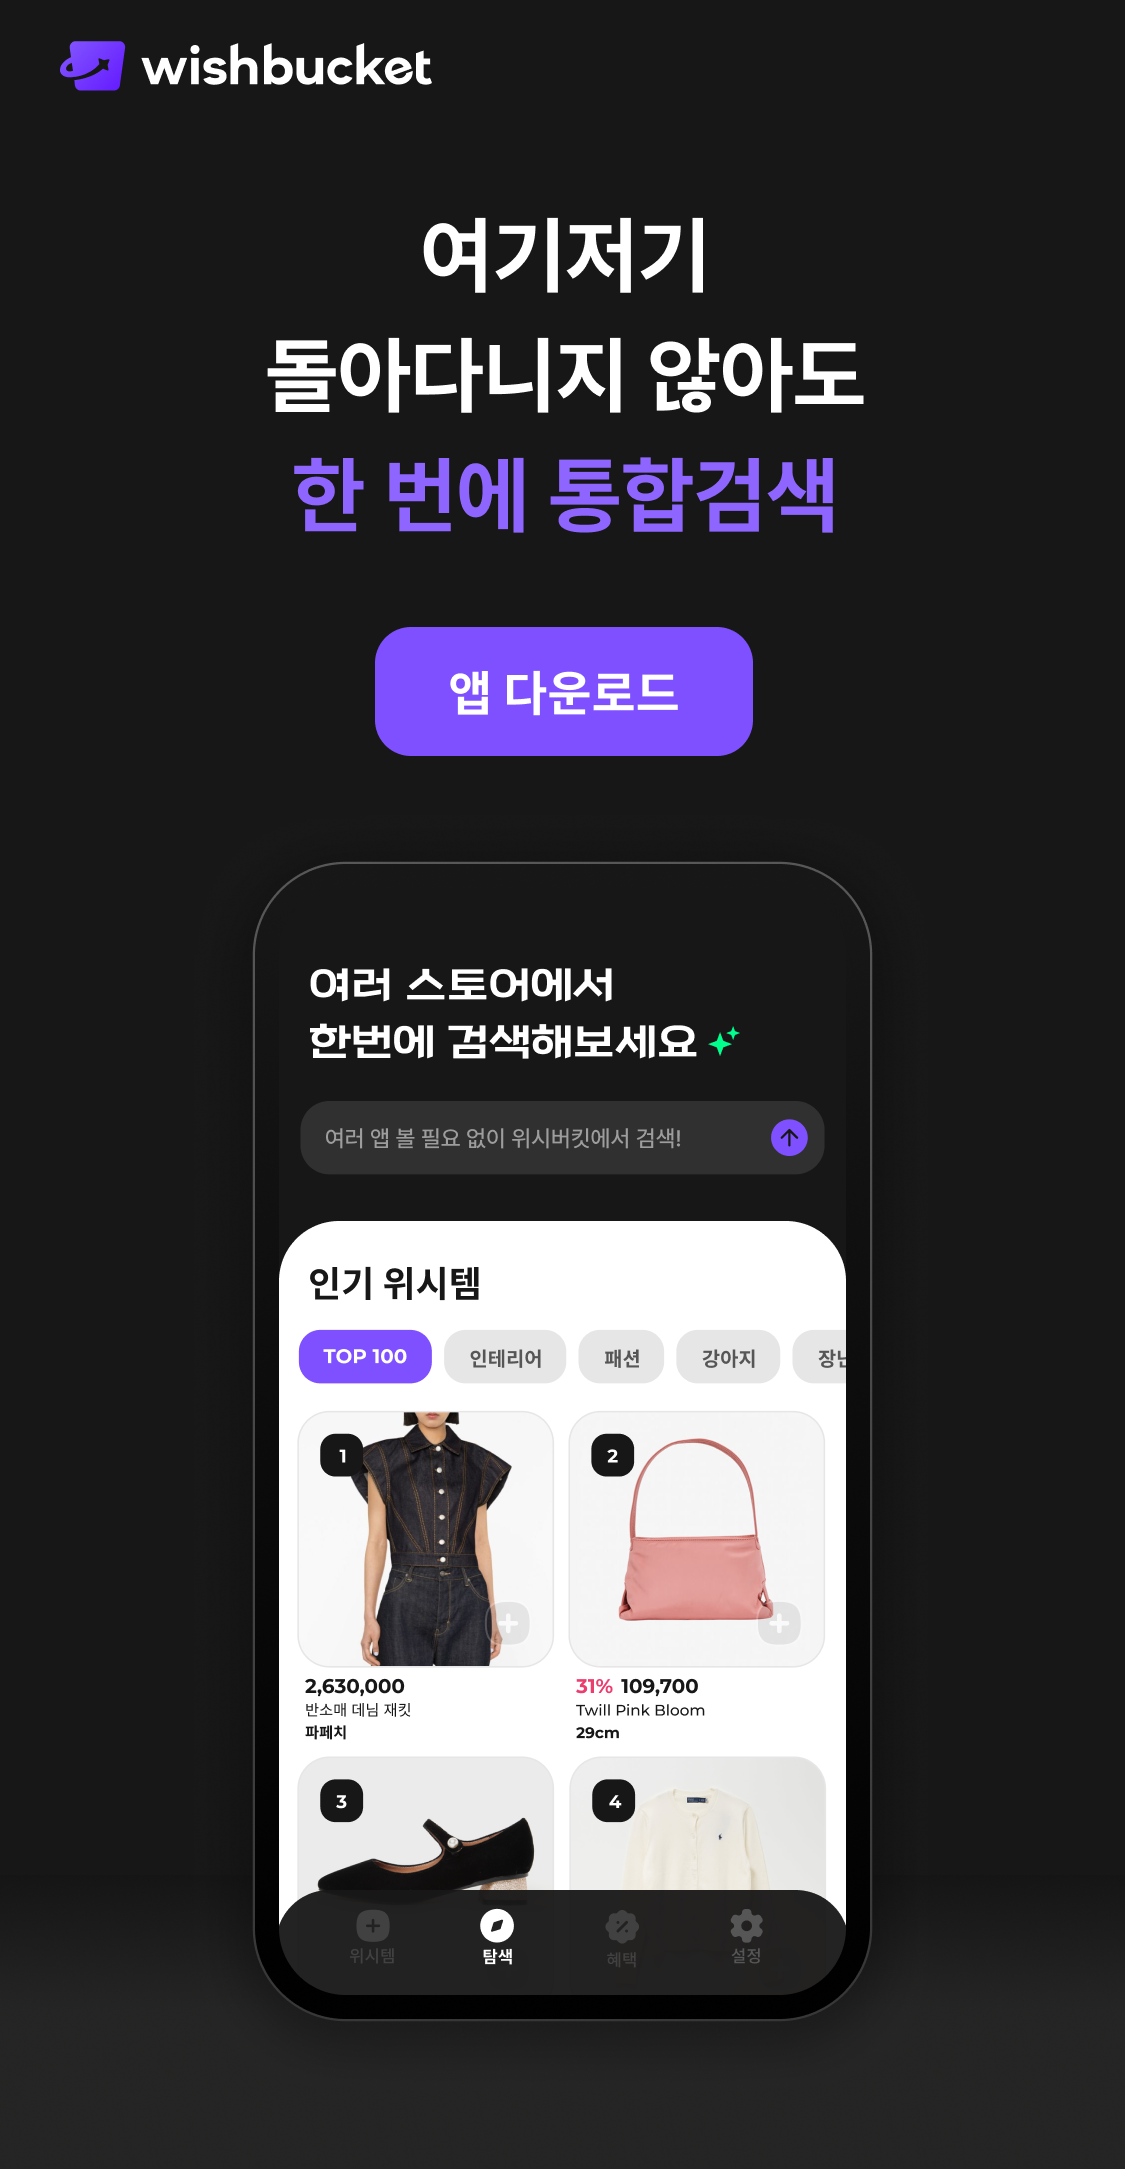 wishbucket
여기저기
돌아다니지 않아도
한 번에 통합검색
앱 다운로드
여러 스토어에서
한번에 검색해보세요
여러 앱 볼 필요 없이 위시버킷에서 검색!
인기 위시템
TOP 100 인테리어 패션 강아지
1 2
2,630,000 31% 109,700
반소매 데님 재킷 Twill Pink Bloom
파페치 29cm
3 4
위시템 탐색 혜택 설정